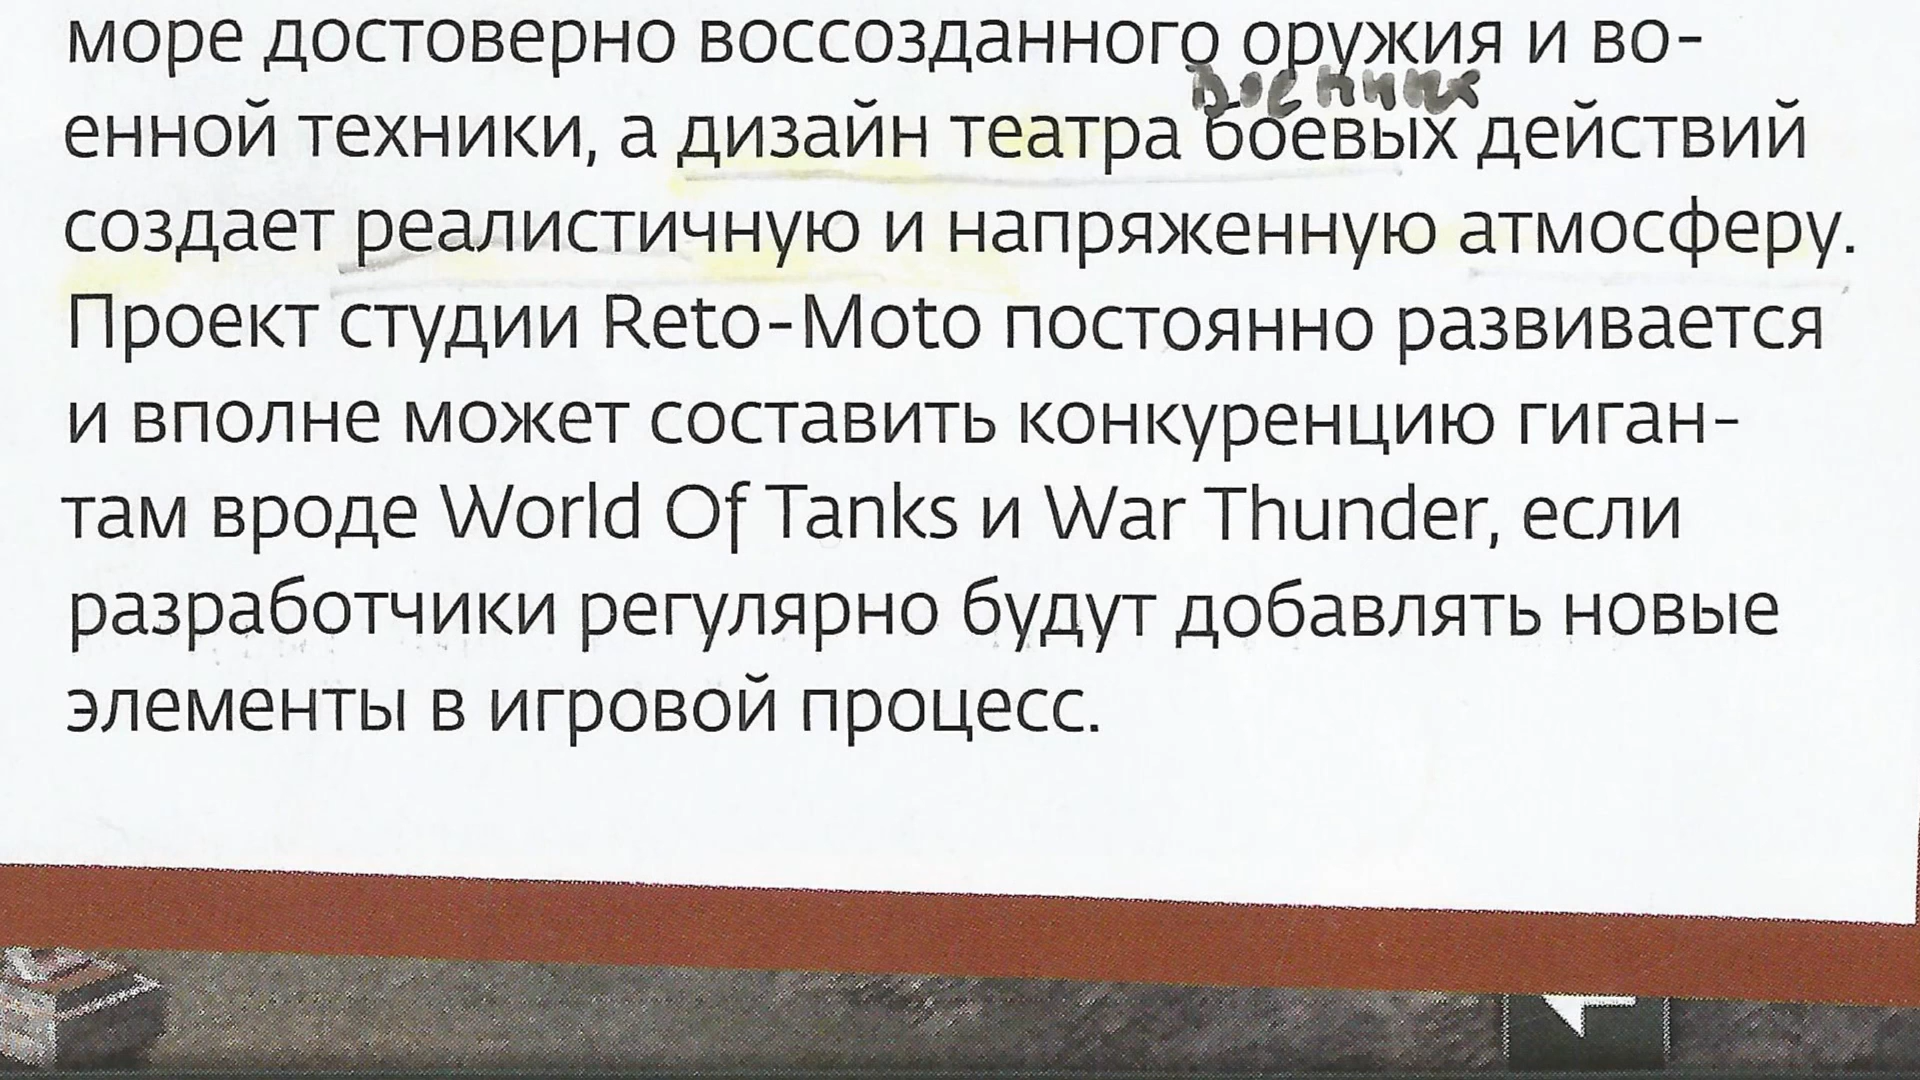 море достоверно воссозданного оружия и во-
военных
енной техники, а дизайн театра боевых действий
создает реалистичную и напряженную атмосферу.
Проект студии Reto-Moto постоянно развивается
и вполне может составить конкуренцию гиган-
там вроде World Of Tanks и War Thunder, если
разработчики регулярно будут добавлять новые
элементы в игровой процесс.